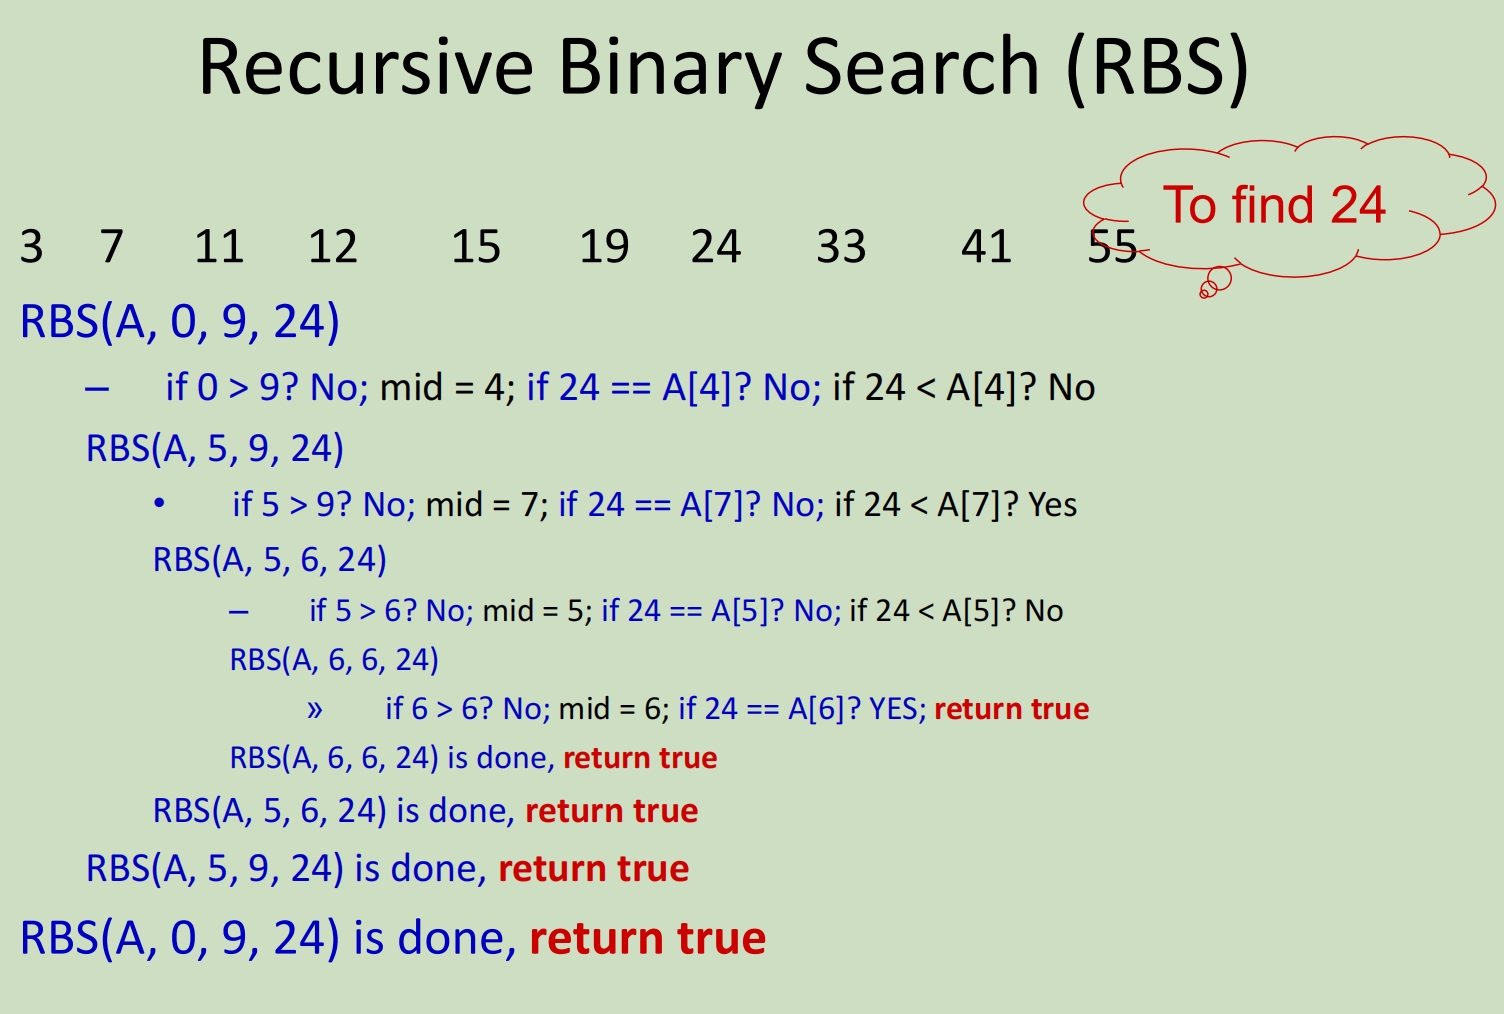 Recursive Binary Search (RBS)
To find 24
3 7 11 12 15 19 24 33 41 55
RBS(A, 0, 9, 24)
– if 0 > 9? No; mid = 4; if 24 == A[4]? No; if 24 < A[4]? No
RBS(A, 5, 9, 24)
• if 5 > 9? No; mid = 7; if 24 == A[7]? No; if 24 < A[7]? Yes
RBS(A, 5, 6, 24)
– if 5 > 6? No; mid = 5; if 24 == A[5]? No; if 24 < A[5]? No
RBS(A, 6, 6, 24)
» if 6 > 6? No; mid = 6; if 24 == A[6]? YES; return true
RBS(A, 6, 6, 24) is done, return true
RBS(A, 5, 6, 24) is done, return true
RBS(A, 5, 9, 24) is done, return true
RBS(A, 0, 9, 24) is done, return true